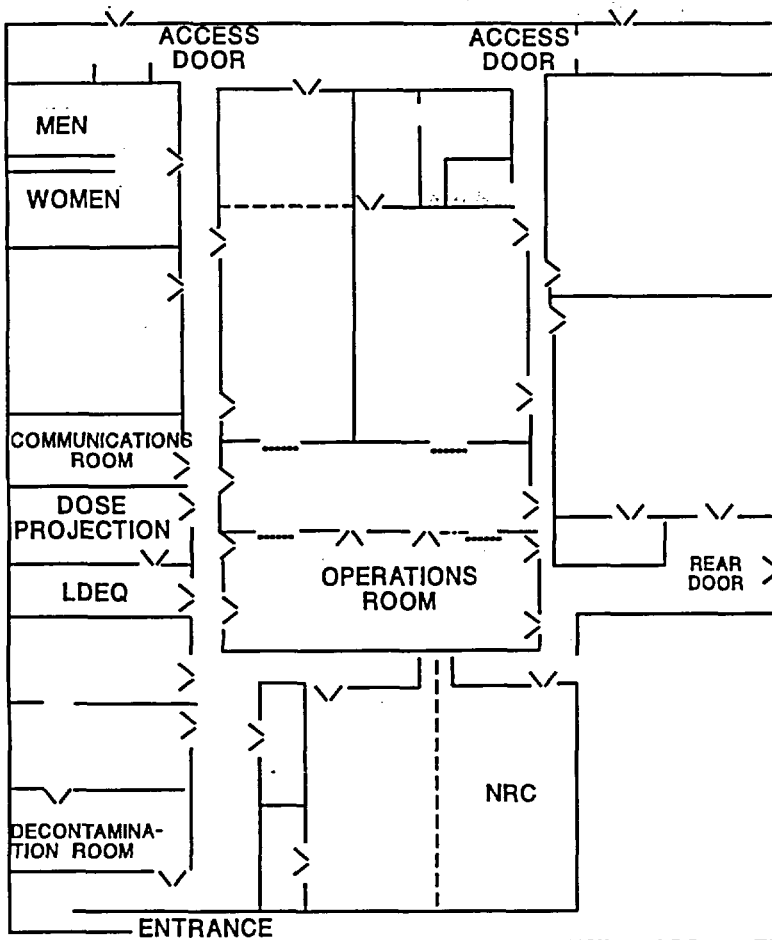 ACCESS
DOOR
ACCESS
DOOR
MEN
WOMEN
COMMUNICATIONS
ROOM
DOSE
PROJECTION
LDEQ
OPERATIONS
ROOM
REAR
DOOR
NRC
DECONTAMINA-
TION ROOM
ENTRANCE